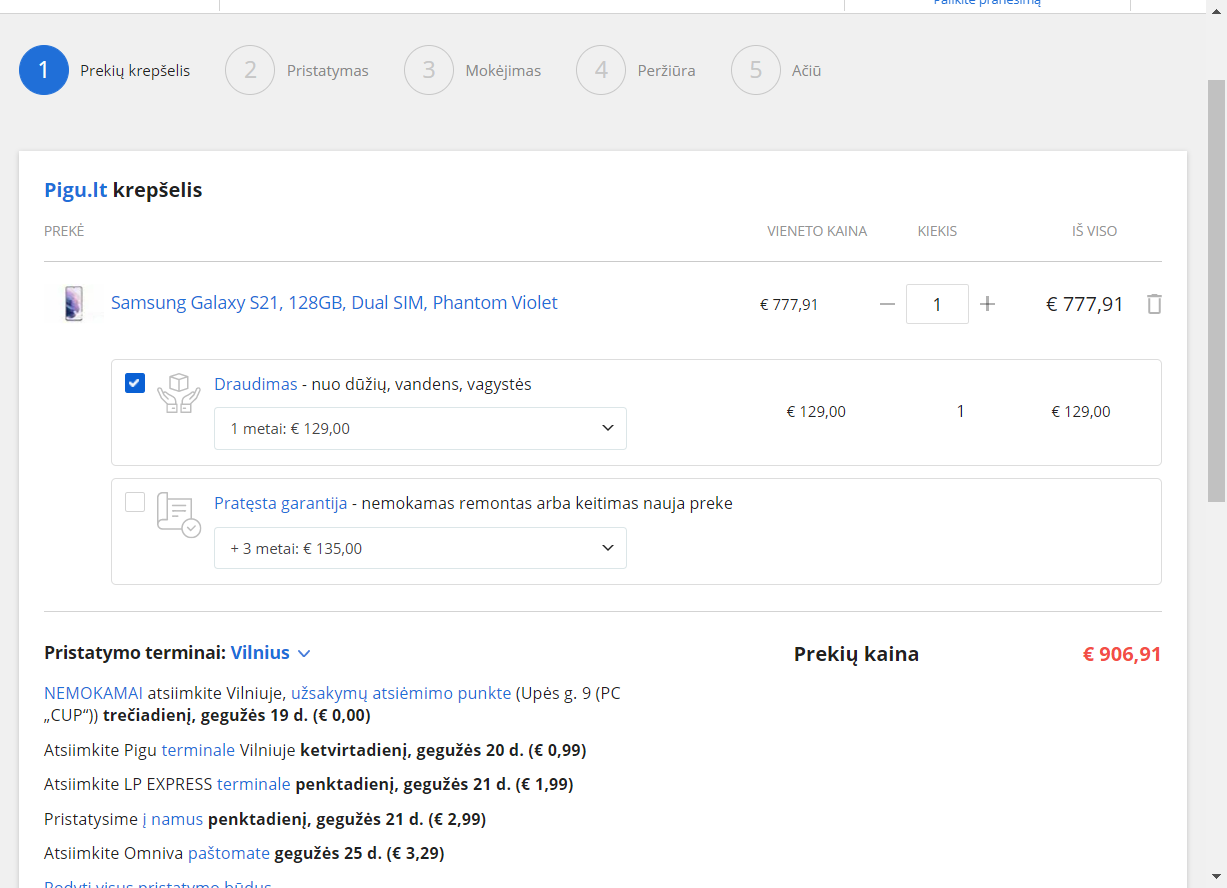 Palikite pranešimą
1 Prekių krepšelis 2 Pristatymas 3 Mokėjimas 4 Peržiūra 5 Ačiū
Pigu.lt krepšelis
PREKĖ VIENETO KAINA KIEKIS IŠ VISO
Samsung Galaxy S21, 128GB, Dual SIM, Phantom Violet € 777,91 1 € 777,91
Draudimas - nuo dūžių, vandens, vagystės
1 metai: € 129,00 € 129,00 1 € 129,00
Pratęsta garantija - nemokamas remontas arba keitimas nauja preke
+ 3 metai: € 135,00
Pristatymo terminai: Vilnius Prekių kaina € 906,91
NEMOKAMAI atsiimkite Vilniuje, užsakymų atsiėmimo punkte (Upės g. 9 (PC
„CUP“)) trečiadienį, gegužės 19 d. (€ 0,00)
Atsiimkite Pigu terminale Vilniuje ketvirtadienį, gegužės 20 d. (€ 0,99)
Atsiimkite LP EXPRESS terminale penktadienį, gegužės 21 d. (€ 1,99)
Pristatysime į namus penktadienį, gegužės 21 d. (€ 2,99)
Atsiimkite Omniva paštomate gegužės 25 d. (€ 3,29)
Rodyti visus pristatymo būdus